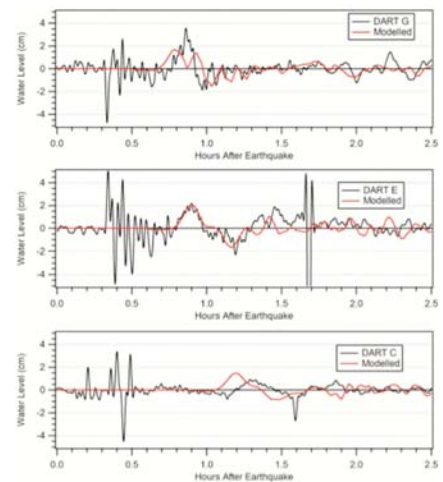 Water Level (cm)
4
2
0
-2
-4
DART G
Modelled
0.0 0.5 1.0 1.5 2.0 2.5
Hours After Earthquake
Water Level (cm)
4
2
0
-2
-4
DART E
Modelled
0.0 0.5 1.0 1.5 2.0 2.5
Hours After Earthquake
Water Level (cm)
4
2
0
-2
-4
DART C
Modelled
0.0 0.5 1.0 1.5 2.0 2.5
Hours After Earthquake